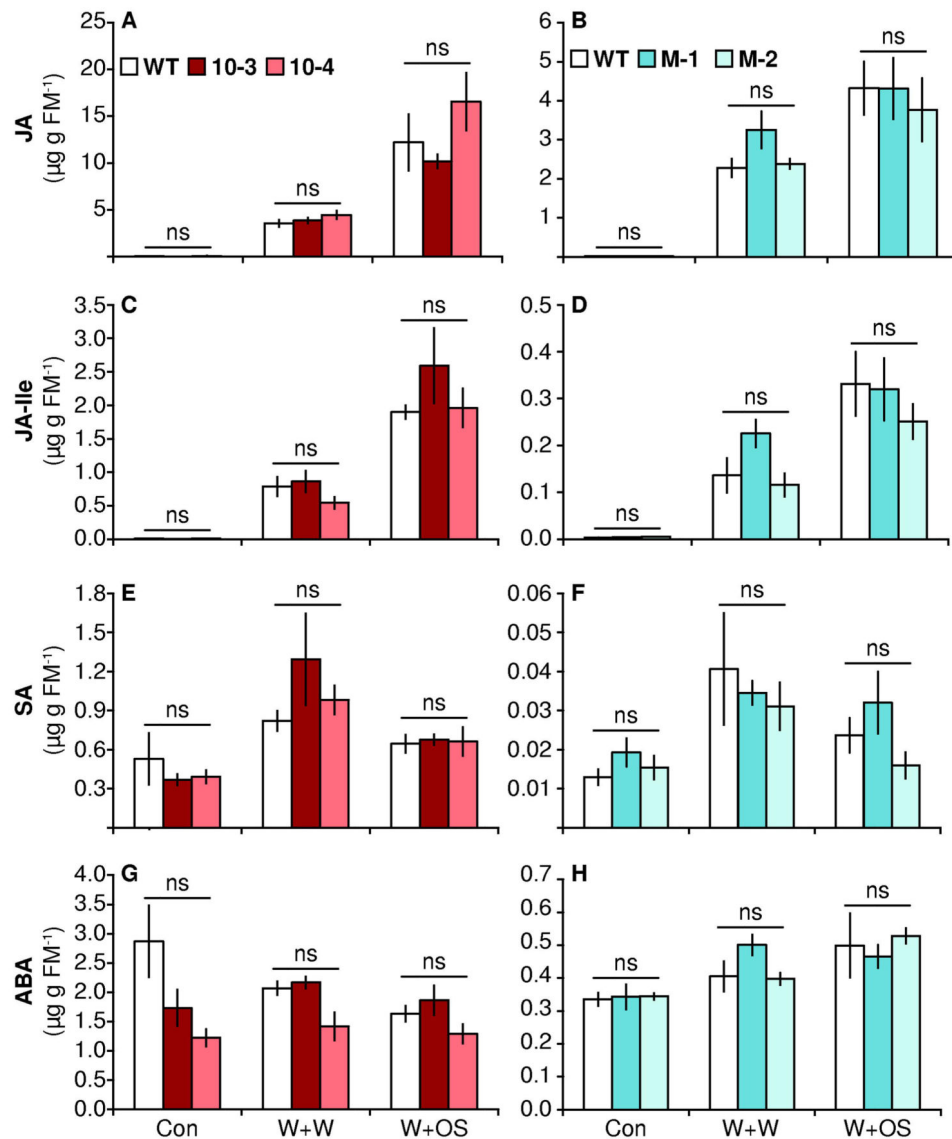 A
25
20
15
10
5
JA
(µg g FM⁻¹)
WT 10-3 10-4
ns
ns
ns
B
6
5
4
3
2
1
WT M-1 M-2
ns
ns
ns
C
3.5
3.0
2.5
2.0
1.5
1.0
0.5
0.0
JA-Ile
(µg g FM⁻¹)
ns
ns
ns
D
0.5
0.4
0.3
0.2
0.1
0.0
ns
ns
ns
E
1.8
1.5
1.2
0.9
0.6
0.3
SA
(µg g FM⁻¹)
ns
ns
ns
F
0.06
0.05
0.04
0.03
0.02
0.01
ns
ns
ns
G
4.0
3.5
3.0
2.5
2.0
1.5
1.0
0.5
0.0
ABA
(µg g FM⁻¹)
ns
ns
ns
Con W+W W+OS
H
0.7
0.6
0.5
0.4
0.3
0.2
0.1
0.0
ns
ns
ns
Con W+W W+OS